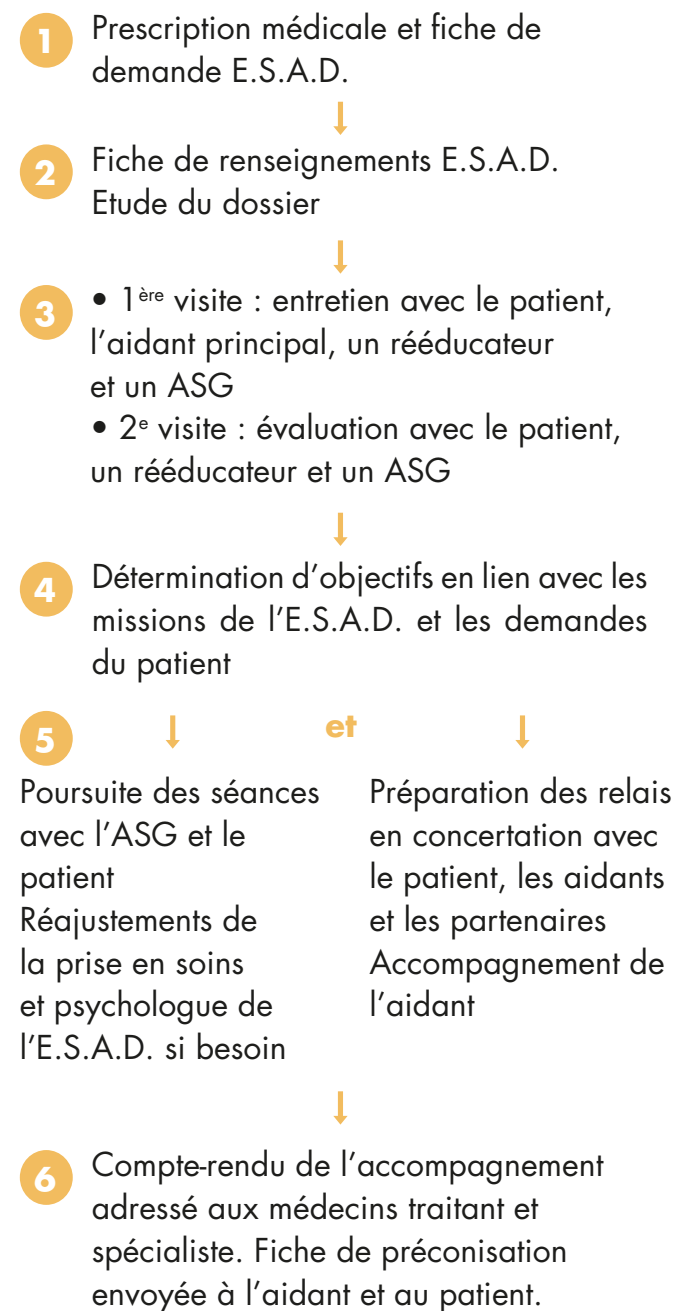 1
Prescription médicale et fiche de
demande E.S.A.D.
2
Fiche de renseignements E.S.A.D.
Etude du dossier
3
• 1ère visite : entretien avec le patient,
l’aidant principal, un rééducateur
et un ASG
• 2e visite : évaluation avec le patient,
un rééducateur et un ASG
4
Détermination d’objectifs en lien avec les
missions de l’E.S.A.D. et les demandes
du patient
5
et
Poursuite des séances
avec l’ASG et le
patient
Réajustements de
la prise en soins
et psychologue de
l’E.S.A.D. si besoin
Préparation des relais
en concertation avec
le patient, les aidants
et les partenaires
Accompagnement de
l’aidant
6
Compte-rendu de l’accompagnement
adressé aux médecins traitant et
spécialiste. Fiche de préconisation
envoyée à l’aidant et au patient.